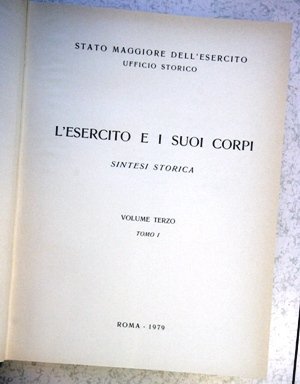 STATO MAGGIORE DELL'ESERCITO
UFFICIO STORICO
L'ESERCITO E I SUOI CORPI
SINTESI STORICA
VOLUME TERZO
TOMO I
ROMA - 1979